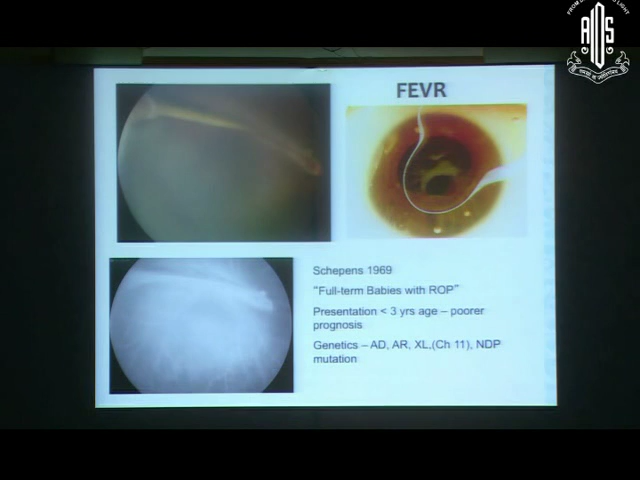 FEVR
Schepens 1969
"Full-term Babies with ROP"
Presentation < 3 yrs age – poorer
prognosis
Genetics – AD, AR, XL,(Ch 11), NDP
mutation